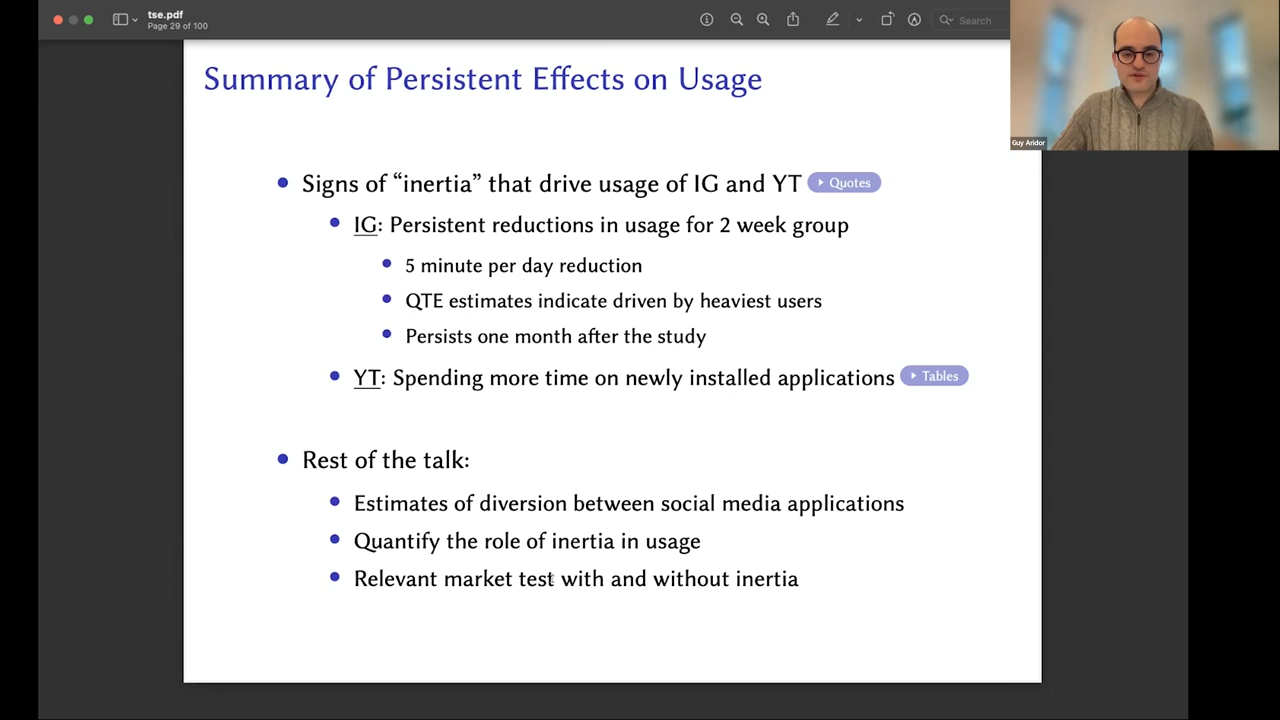 tse.pdf
Page 29 of 100
Search
Guy Aridor
Summary of Persistent Effects on Usage
Signs of “inertia” that drive usage of IG and YT Quotes
IG: Persistent reductions in usage for 2 week group
5 minute per day reduction
QTE estimates indicate driven by heaviest users
Persists one month after the study
YT: Spending more time on newly installed applications Tables
Rest of the talk:
Estimates of diversion between social media applications
Quantify the role of inertia in usage
Relevant market test with and without inertia